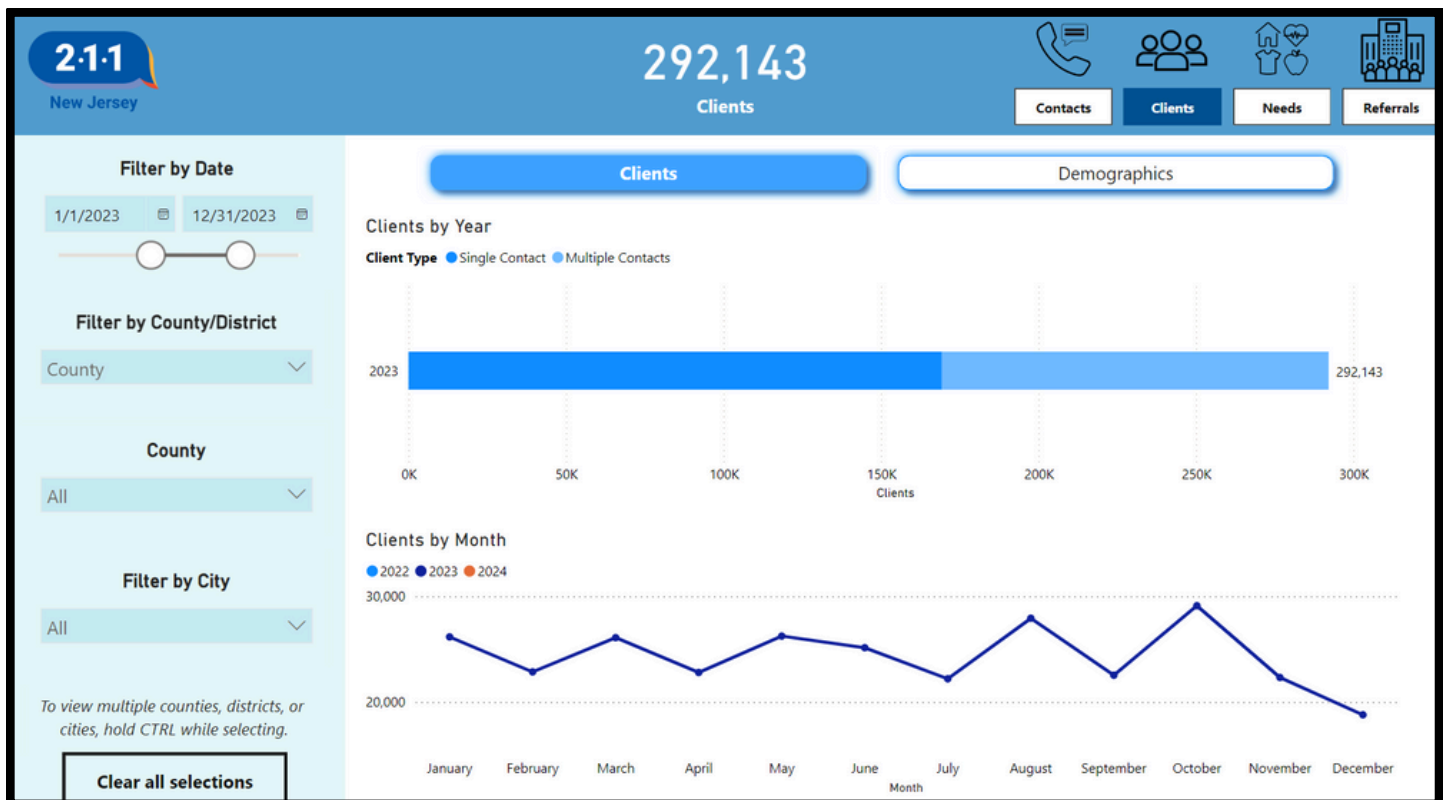 2·1·1
New Jersey
292,143
Clients
Contacts
Clients
Needs
Referrals
Filter by Date
1/1/2023
12/31/2023
Filter by County/District
County
County
All
Filter by City
All
To view multiple counties, districts, or
cities, hold CTRL while selecting.
Clear all selections
Clients
Demographics
Clients by Year
Client Type Single Contact Multiple Contacts
2023
292,143
0K 50K 100K 150K 200K 250K 300K
Clients
Clients by Month
2022 2023 2024
30,000
20,000
January February March April May June July August September October November December
Month